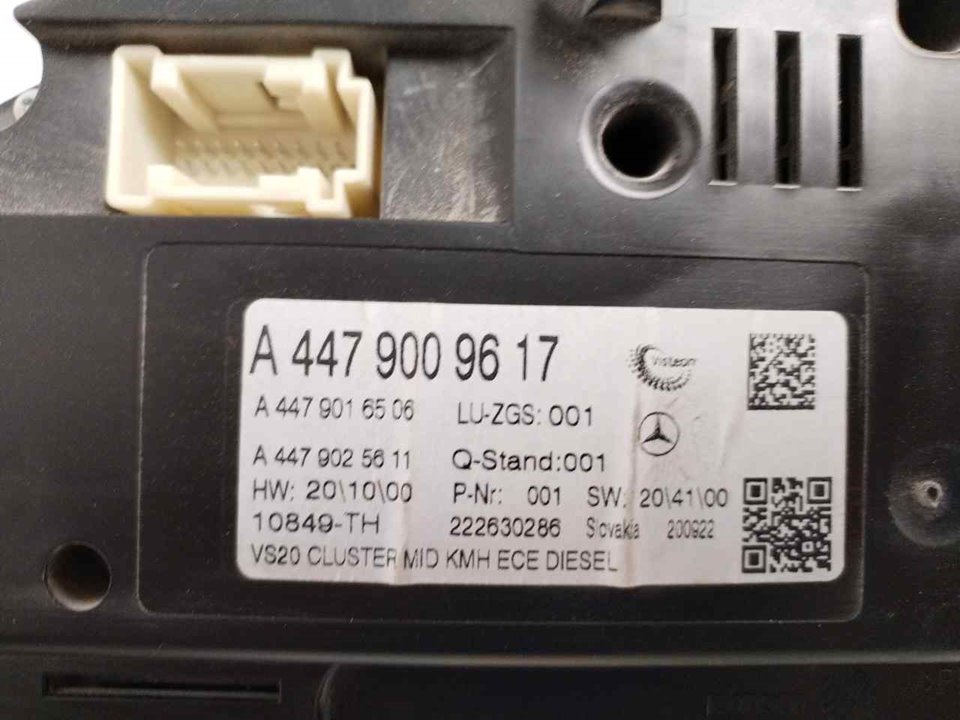 A 447 900 96 17
Visteon
A 447 901 65 06 LU-ZGS: 001
A 447 902 56 11 Q-Stand:001
HW: 20\10\00 P-Nr: 001 SW: 20\41\00
10849-TH 222630286 Slovakia 200922
VS20 CLUSTER MID KMH ECE DIESEL